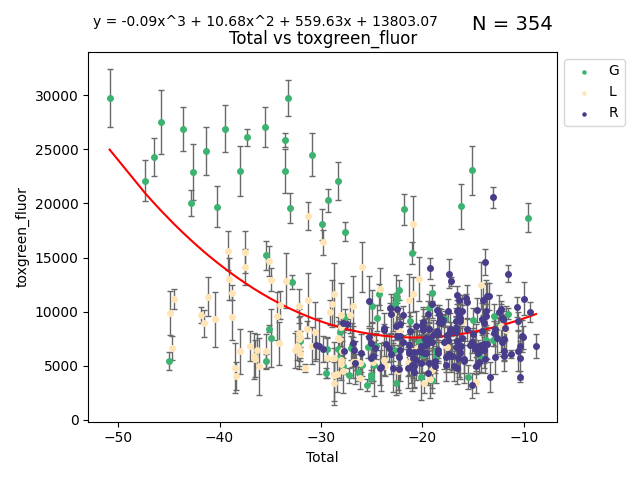 y = -0.09x^3 + 10.68x^2 + 559.63x + 13803.07
N = 354
Total vs toxgreen_fluor
G
L
R
30000
25000
20000
15000
10000
5000
0
toxgreen_fluor
−50
−40
−30
−20
−10
Total